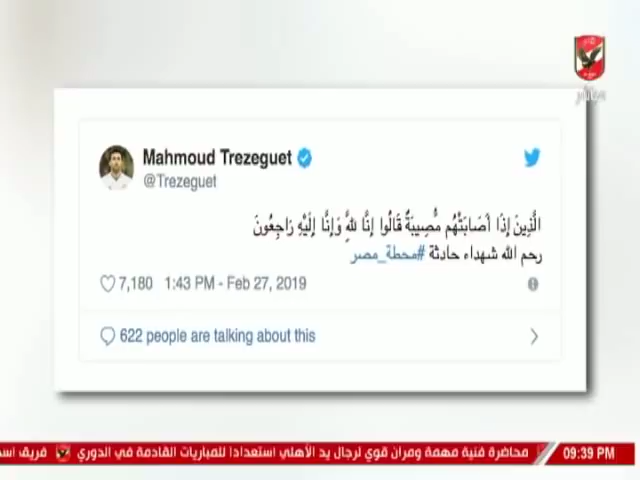 مباشر
Mahmoud Trezeguet
@Trezeguet
الَّذِينَ إِذَا أَصَابَتْهُم مُّصِيبَةٌ قَالُوا إِنَّا لِلَّهِ وَإِنَّا إِلَيْهِ رَاجِعُونَ
رحم الله شهداء حادثة #محطة_مصر
7,180 1:43 PM - Feb 27, 2019
622 people are talking about this
محاضرة فنية مهمة ومران قوي لرجال يد الأهلي استعدادا للمباريات القادمة في الدوري فريق
09:39 PM